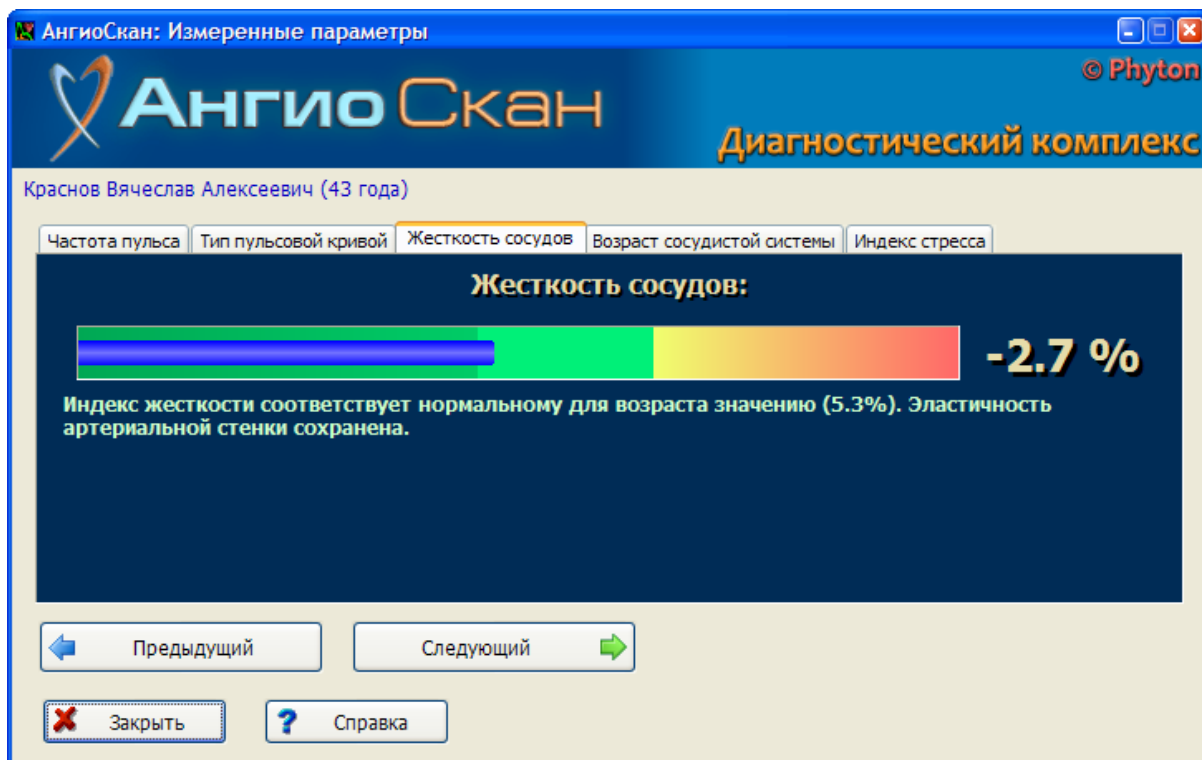 АнгиоСкан: Измеренные параметры
© Phyton
АнгиоСкан
Диагностический комплекс
Краснов Вячеслав Алексеевич (43 года)
Частота пульса Тип пульсовой кривой Жесткость сосудов Возраст сосудистой системы Индекс стресса
Жесткость сосудов:
-2.7 %
Индекс жесткости соответствует нормальному для возраста значению (5.3%). Эластичность
артериальной стенки сохранена.
Предыдущий Следующий
Закрыть ? Справка